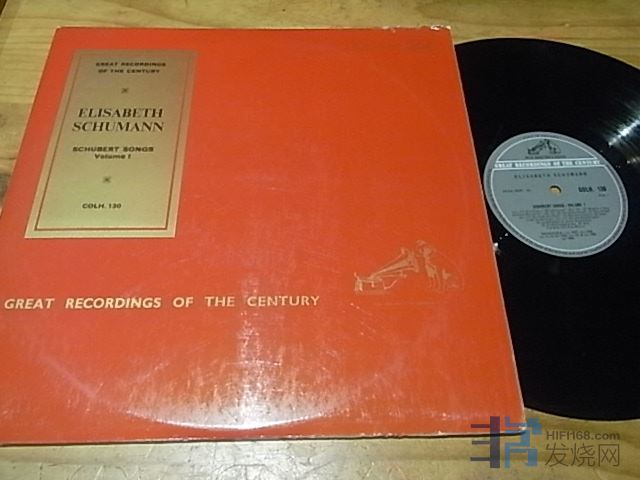 GREAT RECORDINGS
OF THE CENTURY
ELISABETH
SCHUMANN
SCHUBERT SONGS
Volume I
COLH. 130
GREAT RECORDINGS OF THE CENTURY
GREAT RECORDINGS OF THE CENTURY
ELISABETH SCHUMANN
COLH. 130
SCHUBERT SONGS - VOLUME 1
HIFI168.com
发烧网